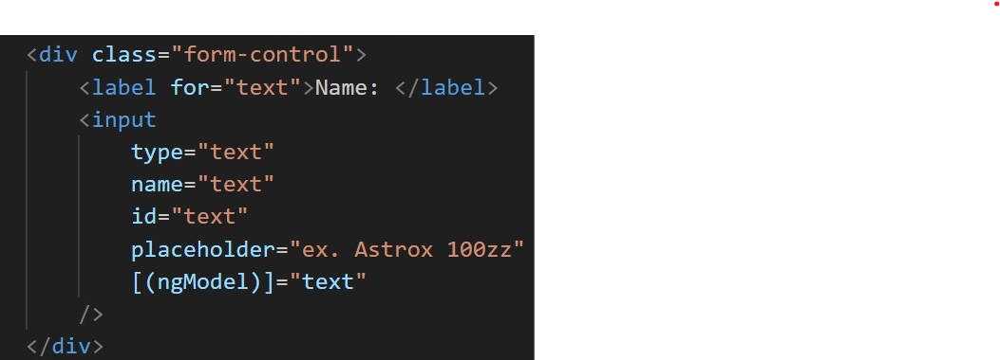 <div class="form-control">
<label for="text">Name: </label>
<input
type="text"
name="text"
id="text"
placeholder="ex. Astrox 100zz"
[(ngModel)]="text"
/>
</div>